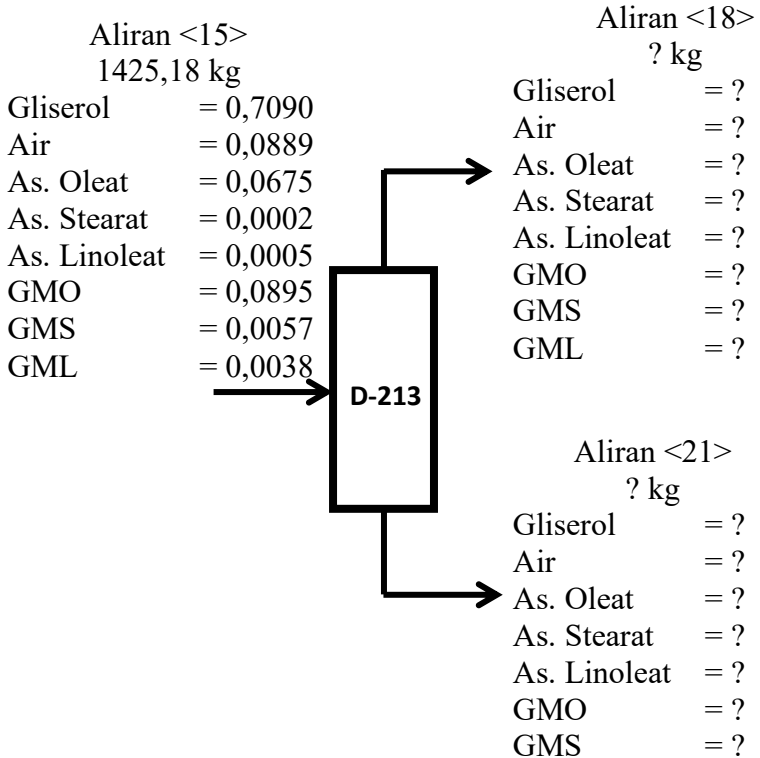 Aliran <15>
1425,18 kg
Gliserol = 0,7090
Air = 0,0889
As. Oleat = 0,0675
As. Stearat = 0,0002
As. Linoleat = 0,0005
GMO = 0,0895
GMS = 0,0057
GML = 0,0038
D-213
Aliran <18>
? kg
Gliserol = ?
Air = ?
As. Oleat = ?
As. Stearat = ?
As. Linoleat = ?
GMO = ?
GMS = ?
GML = ?
Aliran <21>
? kg
Gliserol = ?
Air = ?
As. Oleat = ?
As. Stearat = ?
As. Linoleat = ?
GMO = ?
GMS = ?